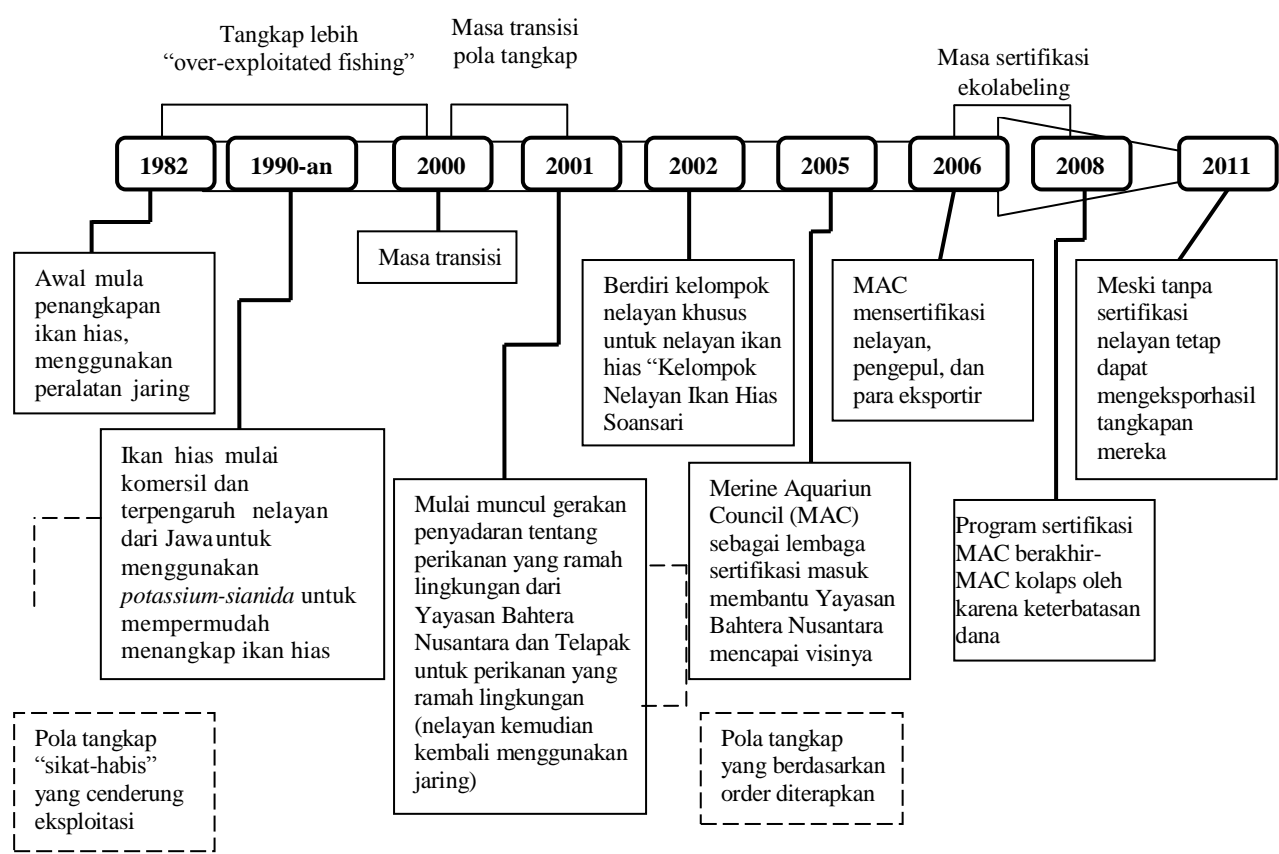 Tangkap lebih
“over-exploitated fishing”
Masa transisi
pola tangkap
Masa sertifikasi
ekolabeling
1982
1990-an
2000
2001
2002
2005
2006
2008
2011
Awal mula
penangkapan
ikan hias,
menggunakan
peralatan jaring
Masa transisi
Berdiri kelompok
nelayan khusus
untuk nelayan ikan
hias “Kelompok
Nelayan Ikan Hias
Soansari
MAC
mensertifikasi
nelayan,
pengepul, dan
para eksportir
Meski tanpa
sertifikasi
nelayan tetap
dapat
mengeksporhasil
tangkapan
mereka
Ikan hias mulai
komersil dan
terpengaruh nelayan
dari Jawa untuk
menggunakan
potassium-sianida untuk
mempermudah
menangkap ikan hias
Mulai muncul gerakan
penyadaran tentang
perikanan yang ramah
lingkungan dari
Yayasan Bahtera
Nusantara dan Telapak
untuk perikanan yang
ramah lingkungan
(nelayan kemudian
kembali menggunakan
jaring)
Merine Aquariun
Council (MAC)
sebagai lembaga
sertifikasi masuk
membantu Yayasan
Bahtera Nusantara
mencapai visinya
Program sertifikasi
MAC berakhir-
MAC kolaps oleh
karena keterbatasan
dana
Pola tangkap
“sikat-habis”
yang cenderung
eksploitasi
Pola tangkap
yang berdasarkan
order diterapkan